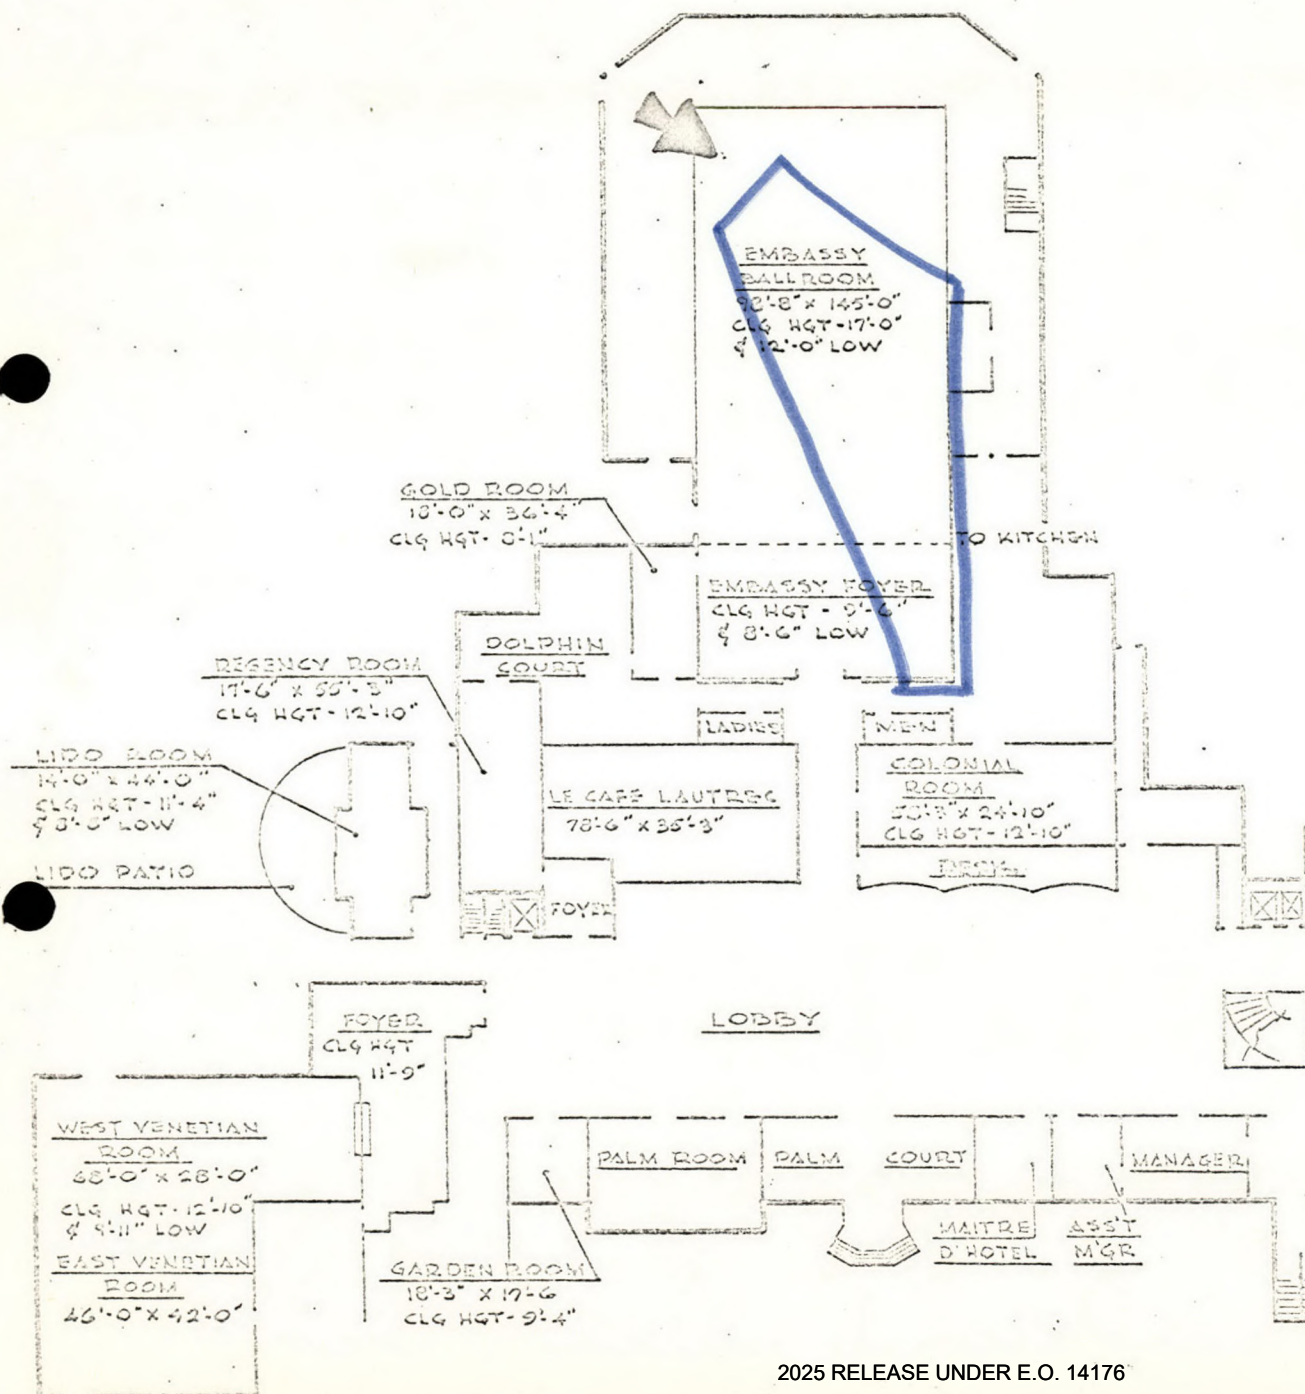 EMBASSY
BALLROOM
CLG HGT-17'-0"
& 12'-0" LOW
GOLD ROOM
18'-0" x 36'-4"
CLG HGT- 8'-1"
TO KITCHEN
EMBASSY FOYER
CLG HGT - 9'-6"
& 8'-6" LOW
DOLPHIN
COURT
REGENCY ROOM
17'-6" x 55'-3"
CLG HGT-12'-10"
LADIES
MEN
LIDO ROOM
14'-0" x 44'-0"
CLG HGT-11'-4"
LOW
LIDO PATIO
LE CAFE LAUTREC
78'-6" x 35'-3"
FOYER
COLONIAL
ROOM
x 24'-10"
CLG HGT-12'-10"
DESK
LOBBY
FOYER
CLG HGT
11'-9"
WEST VENETIAN
ROOM
68'-0" x 28'-0"
CLG HGT-12'-10"
& 9'-11" LOW
EAST VENETIAN
ROOM
46'-0" x 42'-0"
PALM ROOM
PALM COURT
MANAGER
MAITRE
D'HOTEL
ASS'T
M'GR
GARDEN ROOM
18'-3" x 17'-6
CLG HGT-9'-4"
2025 RELEASE UNDER E.O. 14176